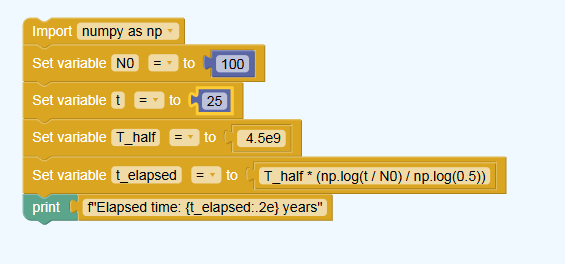 Import numpy as np
Set variable N0 = to 100
Set variable t = to 25
Set variable T_half = to 4.5e9
Set variable t_elapsed = to T_half * (np.log(t / N0) / np.log(0.5))
print f"Elapsed time: {t_elapsed:.2e} years"